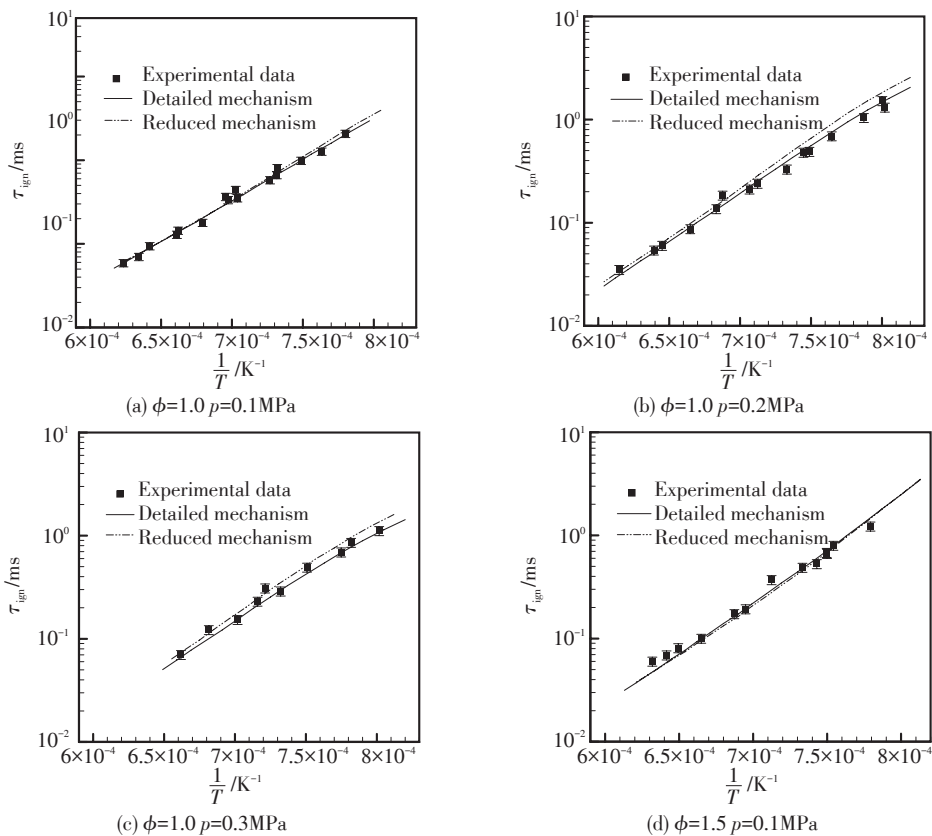 10¹
10⁰
10⁻¹
10⁻²
τ_ign/ms
Experimental data
Detailed mechanism
Reduced mechanism
6×10⁻⁴ 6.5×10⁻⁴ 7×10⁻⁴ 7.5×10⁻⁴ 8×10⁻⁴
1/T /K⁻¹
(a) ϕ=1.0 p=0.1MPa
10¹
10⁰
10⁻¹
10⁻²
τ_ign/ms
Experimental data
Detailed mechanism
Reduced mechanism
6×10⁻⁴ 6.5×10⁻⁴ 7×10⁻⁴ 7.5×10⁻⁴ 8×10⁻⁴
1/T /K⁻¹
(b) ϕ=1.0 p=0.2MPa
10¹
10⁰
10⁻¹
10⁻²
τ_ign/ms
Experimental data
Detailed mechanism
Reduced mechanism
6×10⁻⁴ 6.5×10⁻⁴ 7×10⁻⁴ 7.5×10⁻⁴ 8×10⁻⁴
1/T /K⁻¹
(c) ϕ=1.0 p=0.3MPa
10¹
10⁰
10⁻¹
10⁻²
τ_ign/ms
Experimental data
Detailed mechanism
Reduced mechanism
6×10⁻⁴ 6.5×10⁻⁴ 7×10⁻⁴ 7.5×10⁻⁴ 8×10⁻⁴
1/T /K⁻¹
(d) ϕ=1.5 p=0.1MPa